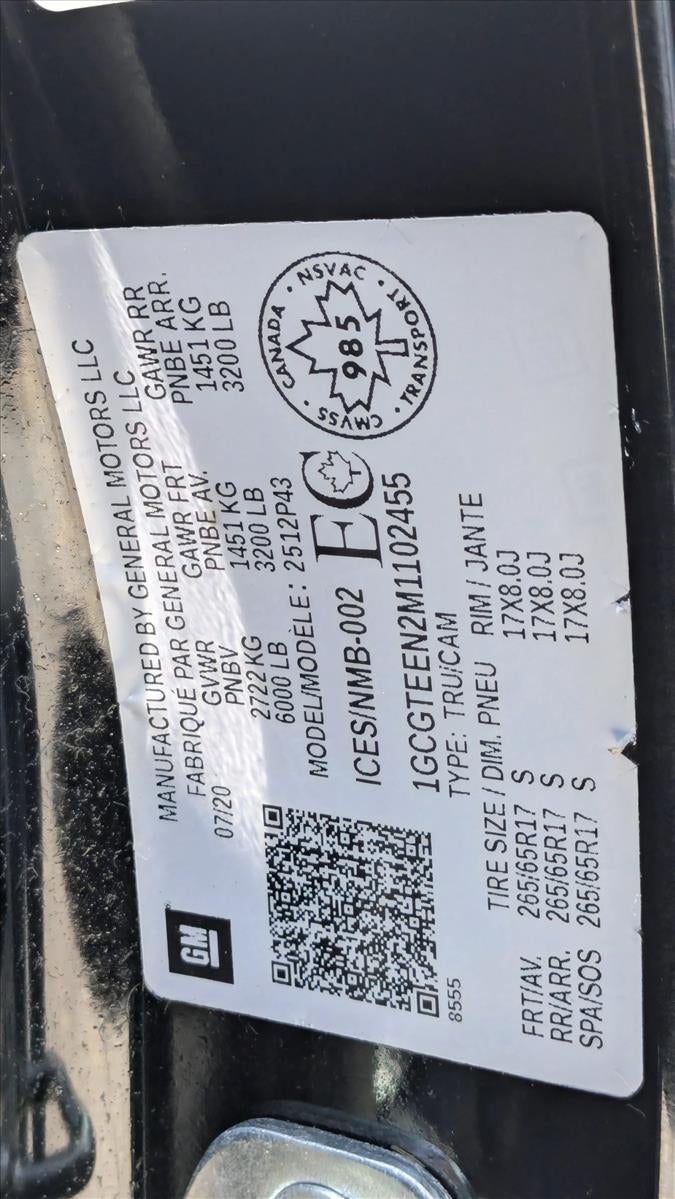 GM
MANUFACTURED BY GENERAL MOTORS LLC
FABRIQUÉ PAR GENERAL MOTORS LLC
07/20 GVWR GAWR FRT GAWR RR
PNBV PNBE AV. PNBE ARR.
2722 KG 1451 KG 1451 KG
6000 LB 3200 LB 3200 LB
MODEL/MODÈLE: 2512P43
ICES/NMB-002 EC T
CANADA · NSVAC · TRANSPORT · CMVSS ·
985
1GCGTEEN2M1102455
TYPE: TRU/CAM
8555
TIRE SIZE / DIM. PNEU RIM / JANTE
FRT/AV. 265/65R17 S 17X8.0J
RR/ARR. 265/65R17 S 17X8.0J
SPA/SOS 265/65R17 S 17X8.0J